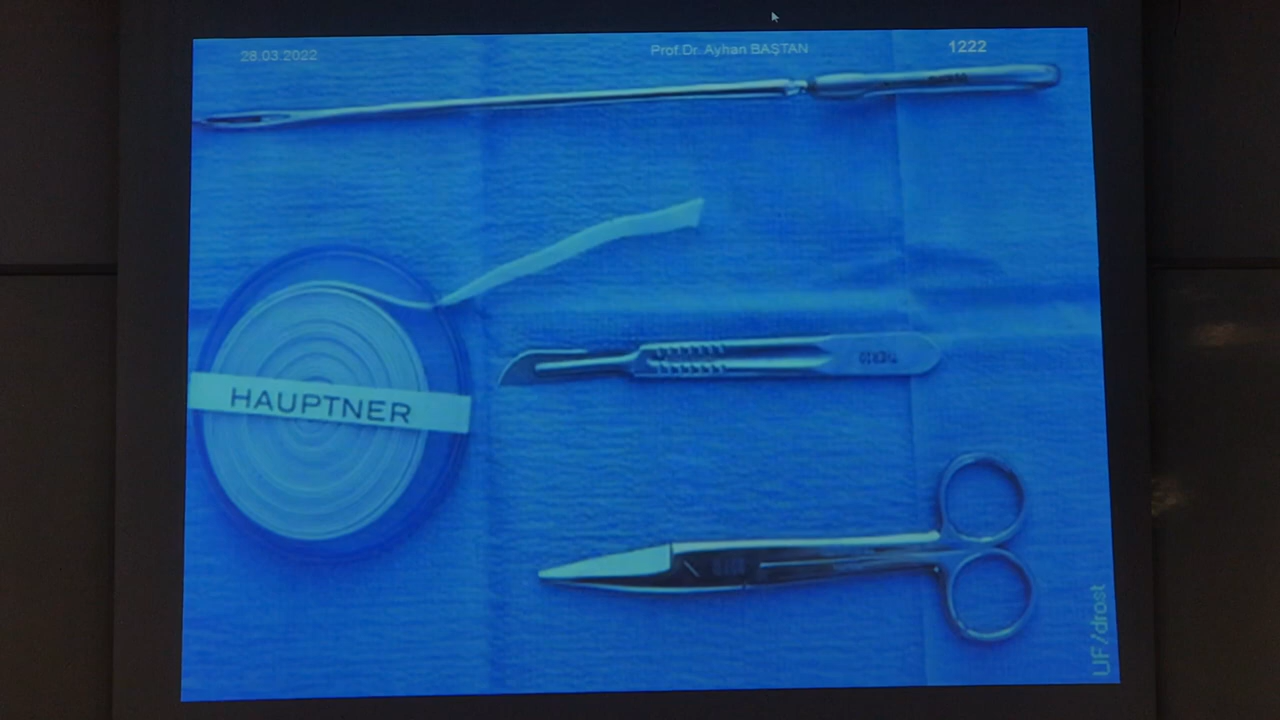 28.03.2022
Prof.Dr. Ayhan BAŞTAN
1222
HAUPTNER
UF/drost